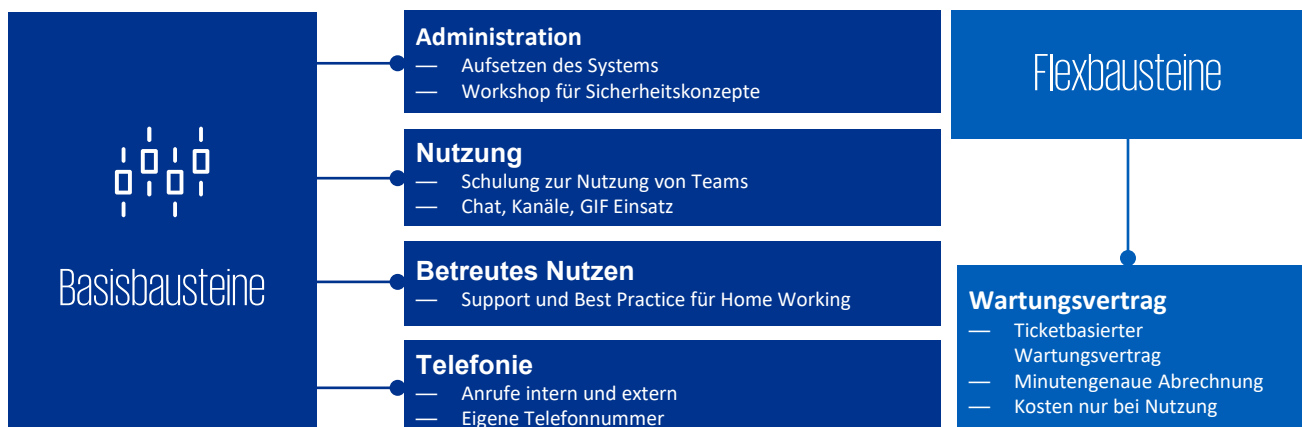 Basisbausteine
Administration
— Aufsetzen des Systems
— Workshop für Sicherheitskonzepte
Nutzung
— Schulung zur Nutzung von Teams
— Chat, Kanäle, GIF Einsatz
Betreutes Nutzen
— Support und Best Practice für Home Working
Telefonie
— Anrufe intern und extern
— Eigene Telefonnummer
Flexbausteine
Wartungsvertrag
— Ticketbasierter
Wartungsvertrag
— Minutengenaue Abrechnung
— Kosten nur bei Nutzung